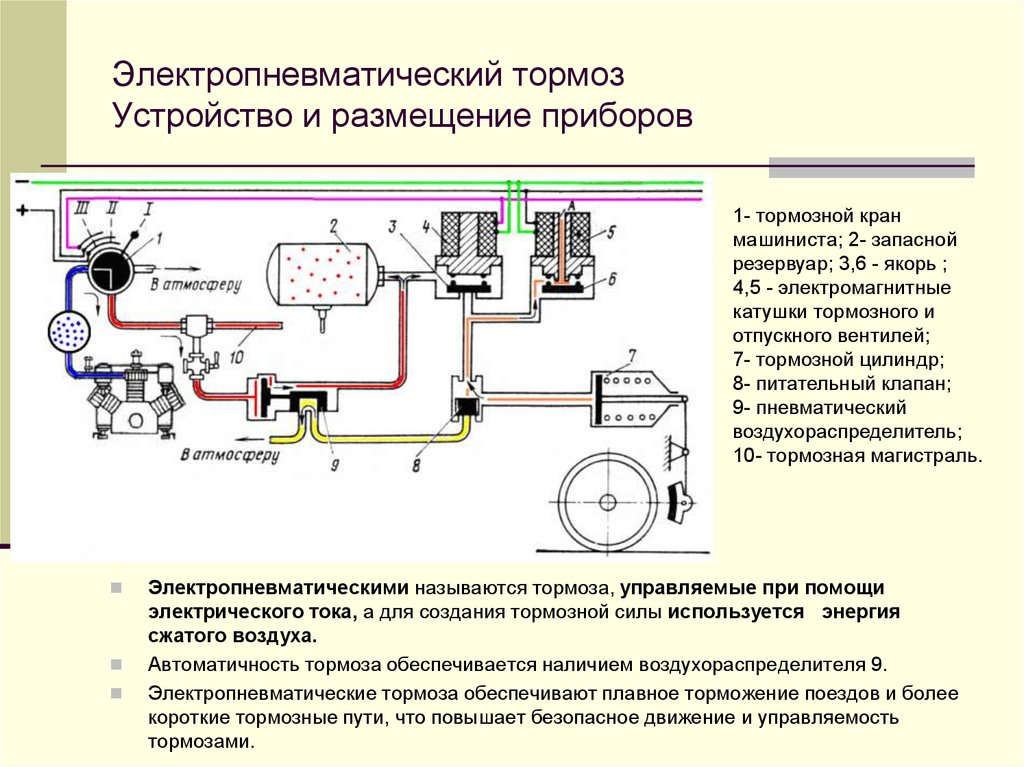 Электропневматический тормоз
Устройство и размещение приборов
−
+
III II I
1
2
3
4
A
5
6
В атмосферу
10
7
В атмосферу
9
8
1- тормозной кран
машиниста; 2- запасной
резервуар; 3,6 - якорь ;
4,5 - электромагнитные
катушки тормозного и
отпускного вентилей;
7- тормозной цилиндр;
8- питательный клапан;
9- пневматический
воздухораспределитель;
10- тормозная магистраль.
Электропневматическими называются тормоза, управляемые при помощи
электрического тока, а для создания тормозной силы используется энергия
сжатого воздуха.
Автоматичность тормоза обеспечивается наличием воздухораспределителя 9.
Электропневматические тормоза обеспечивают плавное торможение поездов и более
короткие тормозные пути, что повышает безопасное движение и управляемость
тормозами.